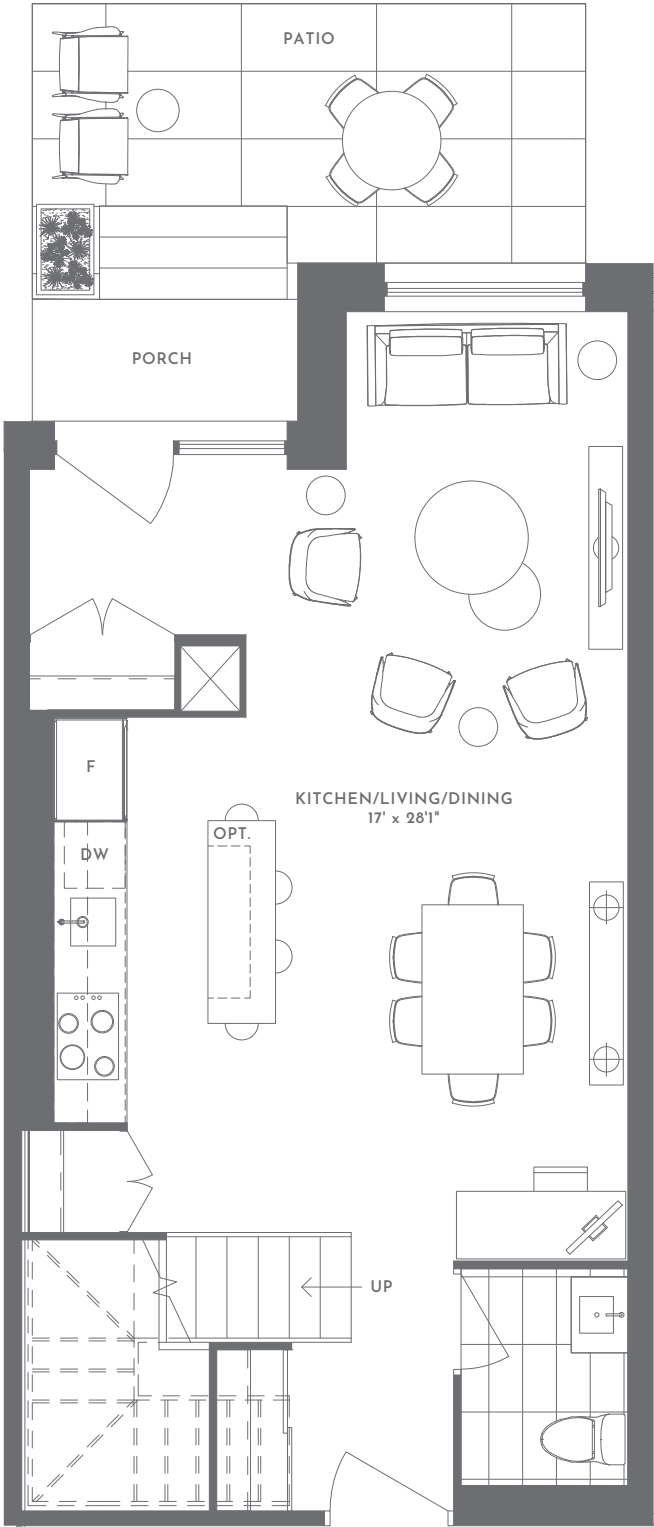 PATIO
PORCH
F
KITCHEN/LIVING/DINING
17' x 28'1"
OPT.
DW
UP